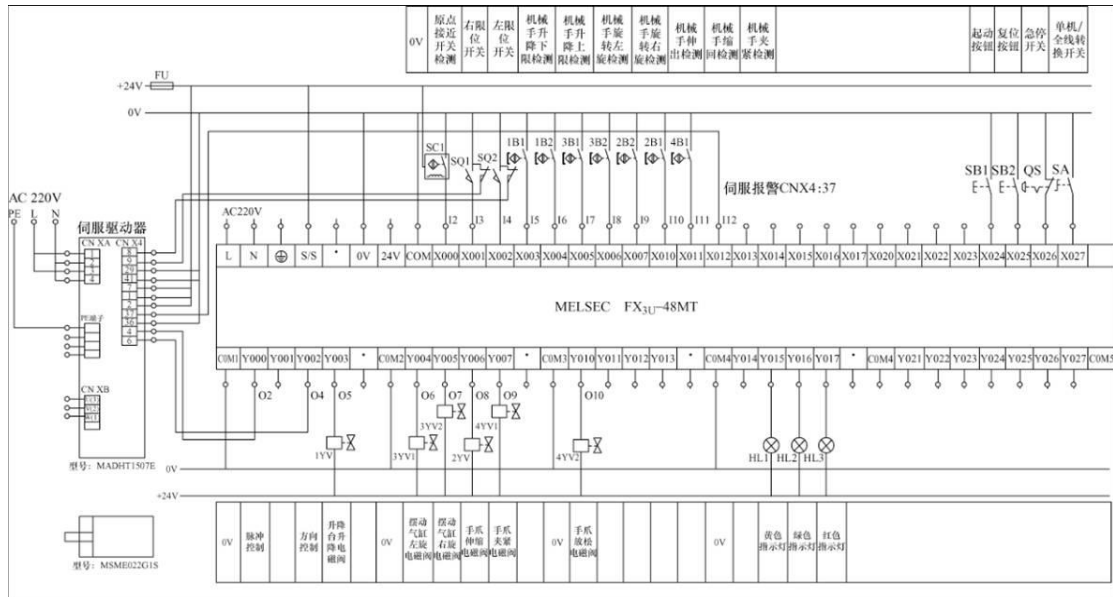 0V
原点接近开关检测
右限位开关
左限位开关
机械手升降下限检测
机械手升降上限检测
机械手旋转左旋检测
机械手旋转右旋检测
机械手伸出检测
机械手缩回检测
机械手夹紧检测
起动按钮
复位按钮
急停开关
单机/全线转换开关
FU
+24V
0V
SC1
SQ1
SQ2
1B1
1B2
3B1
3B2
2B2
2B1
4B1
SB1
SB2
QS
SA
伺服报警CNX4:37
AC 220V
PE L N
伺服驱动器
CN XA
CN X4
8
9
29
41
7
1
2
37
36
4
6
PE端子
CN XB
型号：MADHT1507E
型号：MSME022G1S
AC220V
I2 I3 I4 I5 I6 I7 I8 I9 I10 I11 I12
L N S/S • 0V 24V COM X000 X001 X002 X003 X004 X005 X006 X007 X010 X011 X012 X013 X014 X015 X016 X017 X020 X021 X022 X023 X024 X025 X026 X027
MELSEC FX3U-48MT
COM1 Y000 Y001 Y002 Y003 • COM2 Y004 Y005 Y006 Y007 • COM3 Y010 Y011 Y012 Y013 • COM4 Y014 Y015 Y016 Y017 • COM4 Y021 Y022 Y023 Y024 Y025 Y026 Y027 COM5
O2 O4 O5 O6 O7 O8 O9 O10
1YV
3YV1
3YV2
2YV
4YV1
4YV2
HL1
HL2
HL3
0V
+24V
0V
脉冲控制
方向控制
升降台升降电磁阀
0V
摆动气缸左旋电磁阀
摆动气缸右旋电磁阀
手爪伸缩电磁阀
手爪夹紧电磁阀
0V
手爪放松电磁阀
0V
黄色指示灯
绿色指示灯
红色指示灯